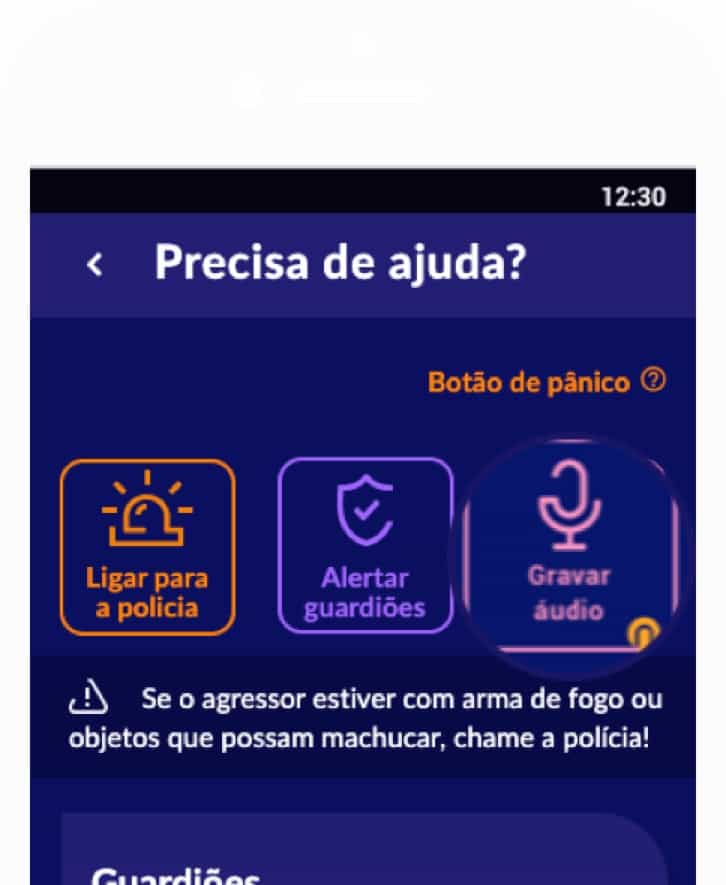 12:30
Precisa de ajuda?
Botão de pânico
Ligar para
a policia
Alertar
guardiões
Gravar
áudio
Se o agressor estiver com arma de fogo ou
objetos que possam machucar, chame a polícia!
Guardiões